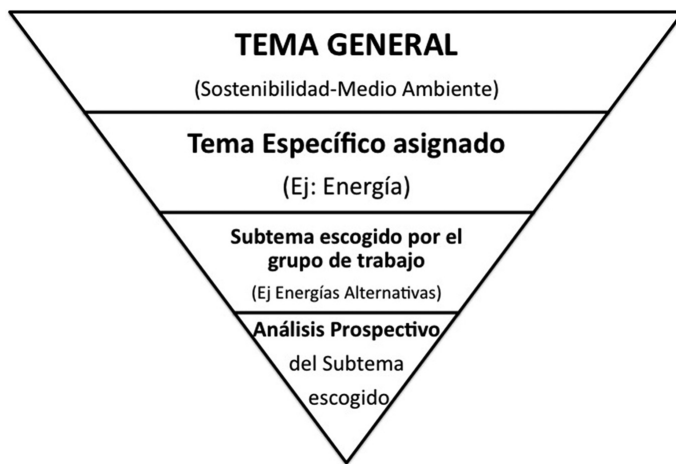 TEMA GENERAL
(Sostenibilidad-Medio Ambiente)
Tema Específico asignado
(Ej: Energía)
Subtema escogido por el
grupo de trabajo
(Ej Energías Alternativas)
Análisis Prospectivo
del Subtema
escogido